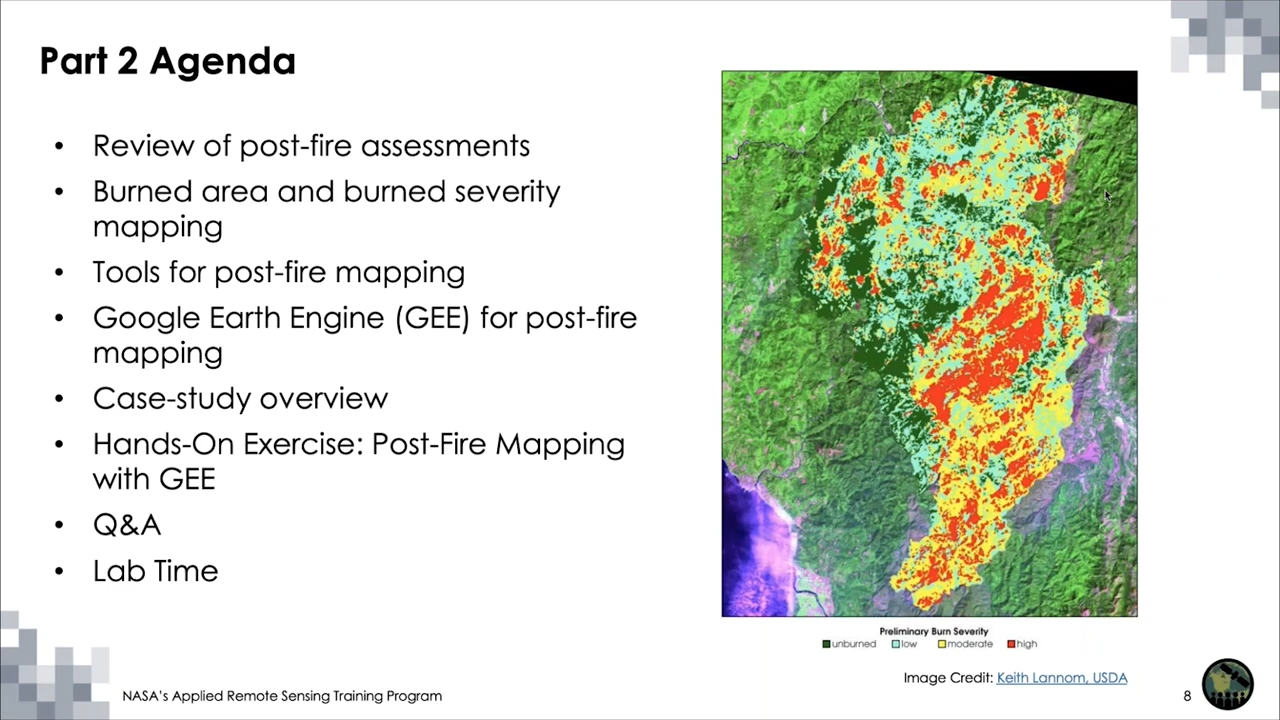 Part 2 Agenda
• Review of post-fire assessments
• Burned area and burned severity
mapping
• Tools for post-fire mapping
• Google Earth Engine (GEE) for post-fire
mapping
• Case-study overview
• Hands-On Exercise: Post-Fire Mapping
with GEE
• Q&A
• Lab Time
Preliminary Burn Severity
unburned low moderate high
Image Credit: Keith Lannom, USDA
NASA's Applied Remote Sensing Training Program
8